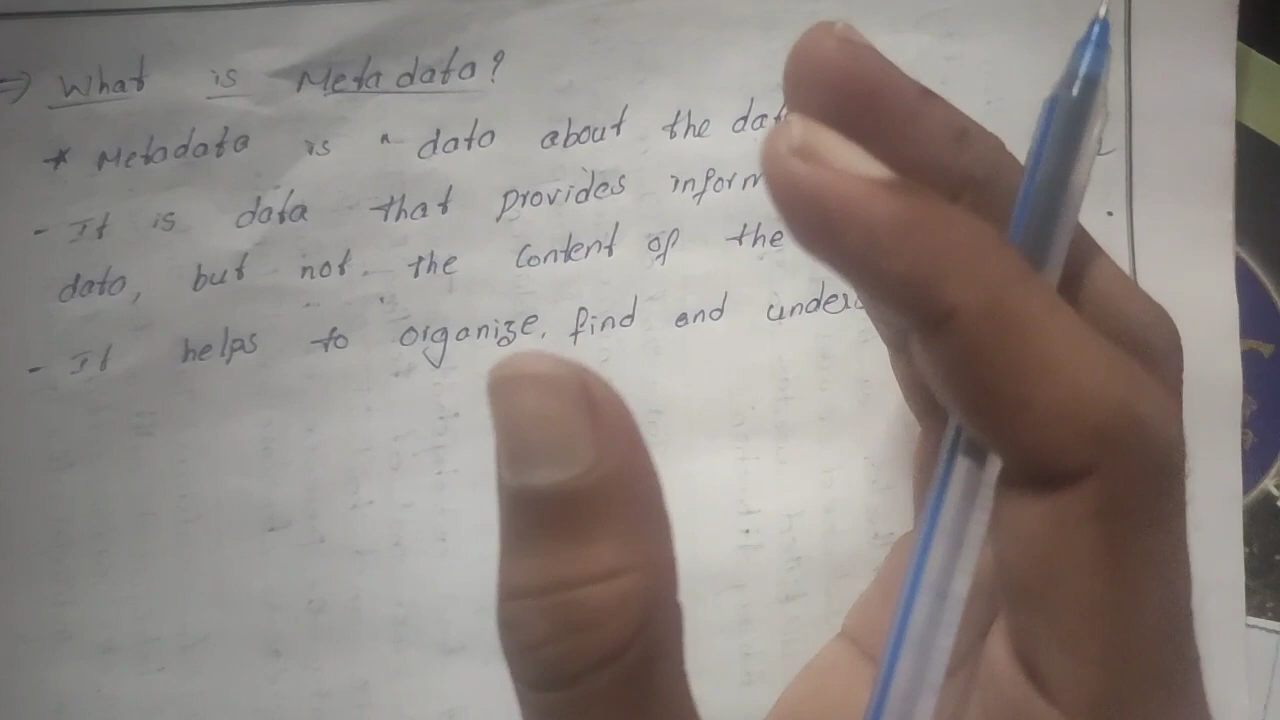 => What is Metadata?
* Metadata is a data about the
- It is data that provides
data, but not the content of the
- It helps to organize, find and